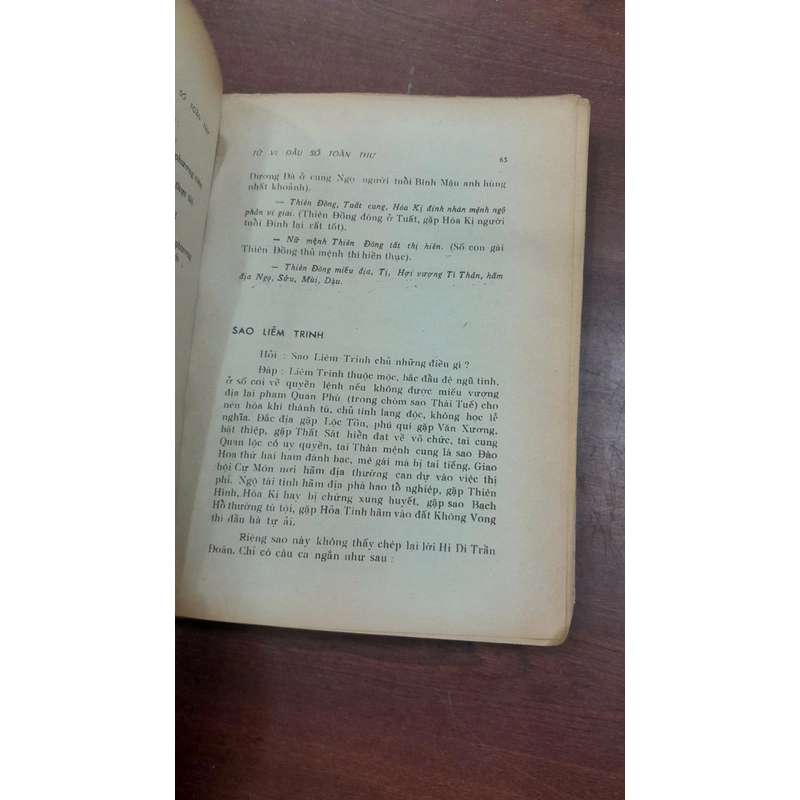 SỐ TOÀN THƯ
phương viên
thực tài
phương
TỬ VI ĐẨU SỐ TOÀN THƯ 65
Dương Đà ở cung Ngọ người tuổi Bính Mậu anh hùng
nhất khoảnh).
— Thiên Đồng, Tuất cung, Hóa Kị đinh nhân mệnh ngộ
phản vi giai. (Thiên Đồng đóng ở Tuất, gặp Hóa Kị người
tuổi Đinh lại rất tốt).
— Nữ mệnh Thiên Đồng tất thị hiền. (Số con gái
Thiên Đồng thủ mệnh thì hiền thục).
— Thiên Đồng miếu địa, Tị, Hợi vượng Tí Thân, hãm
địa Ngọ, Sửu, Mùi, Dậu.
SAO LIÊM TRINH
Hỏi : Sao Liêm Trinh chủ những điều gì ?
Đáp : Liêm Trinh thuộc mộc, bắc đẩu đệ ngũ tinh,
ở số coi về quyền lệnh nếu không được miếu vượng
địa lại phạm Quan Phù (trong chòm sao Thái Tuế) cho
nên hóa khí thành tù, chủ tính lang độc, không học lễ
nghĩa. Đắc địa gặp Lộc Tồn, phú quí gặp Văn Xương,
hặt thiệp, gặp Thất Sát hiển đạt về võ chức, tại cung
Quan lộc có uy quyền, tại Thân mệnh cung là sao Đào
Hoa thứ hai ham đánh bạc, mê gái mà bị tai tiếng. Giao
hội Cự Môn nơi hãm địa thường can dự vào việc thị
phi. Ngộ tài tinh hãm địa phá hao tổ nghiệp, gặp Thiên
Hình, Hóa Kị hay bị chứng xung huyết, gặp sao Bạch
Hổ thường tù tội, gặp Hỏa Tinh hãm vào đất Không Vong
thì đầu hà tự ải.
Riêng sao này không thấy chép lại lời Hi Di Trần
Đoàn. Chỉ có câu ca ngắn như sau :